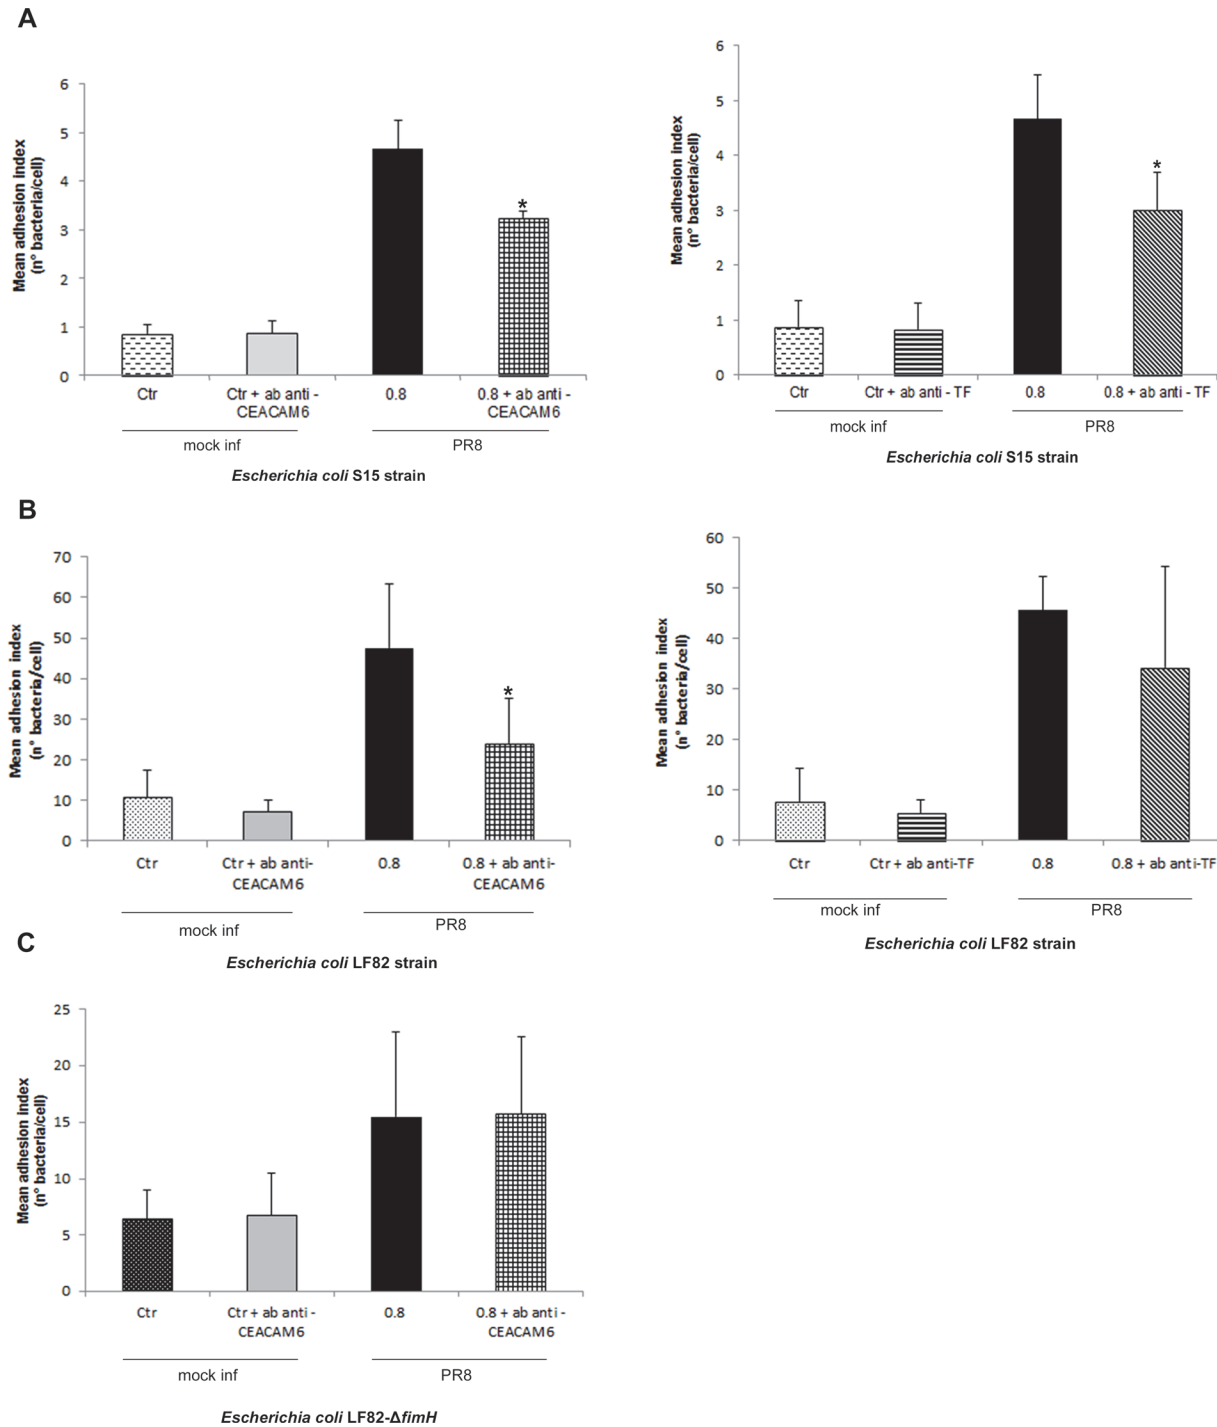 A
Mean adhesion index
(n° bacteria/cell)
6
5
4
3
2
1
0
*
Ctr
Ctr + ab anti -
CEACAM6
0.8
0.8 + ab anti -
CEACAM6
mock inf
PR8
Escherichia coli S15 strain
Mean adhesion index
(n° bacteria/cell)
6
5
4
3
2
1
0
*
Ctr
Ctr + ab anti - TF
0.8
0.8 + ab anti - TF
mock inf
PR8
Escherichia coli S15 strain
B
Mean adhesion index
(n° bacteria/cell)
70
60
50
40
30
20
10
0
*
Ctr
Ctr + ab anti-
CEACAM6
0.8
0.8 + ab anti-
CEACAM6
mock inf
PR8
Escherichia coli LF82 strain
Mean adhesion index
(n° bacteria/cell)
60
50
40
30
20
10
0
Ctr
Ctr + ab anti-TF
0.8
0.8 + ab anti-TF
mock inf
PR8
Escherichia coli LF82 strain
C
Mean adhesion index
(n° bacteria/cell)
25
20
15
10
5
0
Ctr
Ctr + ab anti -
CEACAM6
0.8
0.8 + ab anti -
CEACAM6
mock inf
PR8
Escherichia coli LF82-ΔfimH